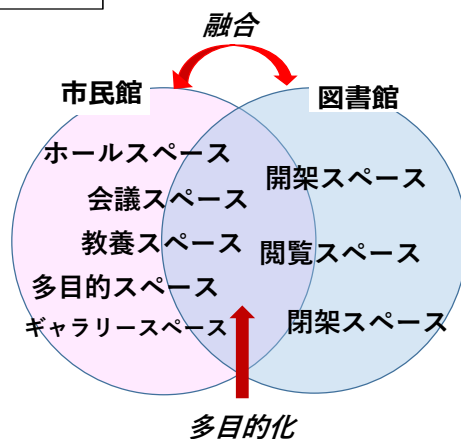 融合
市民館
図書館
ホールスペース
会議スペース
教養スペース
多目的スペース
ギャラリースペース
開架スペース
閲覧スペース
閉架スペース
多目的化